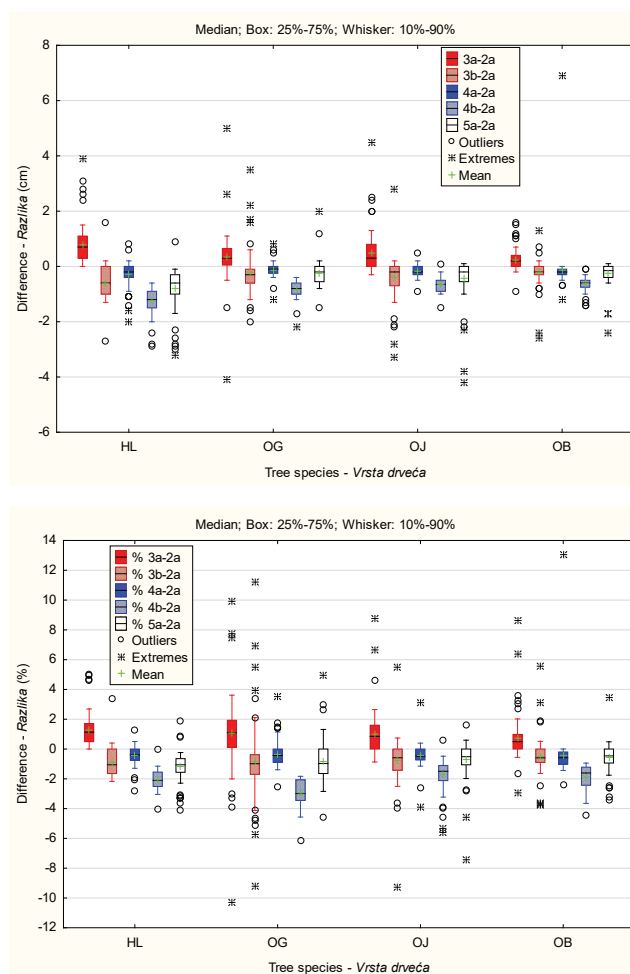 Median; Box: 25%-75%; Whisker: 10%-90%
8
6
4
2
0
-2
-4
-6
Difference - Razlika (cm)
3a-2a
3b-2a
4a-2a
4b-2a
5a-2a
Outliers
Extremes
Mean
HL OG OJ OB
Tree species - Vrsta drveća
Median; Box: 25%-75%; Whisker: 10%-90%
14
12
10
8
6
4
2
0
-2
-4
-6
-8
-10
-12
Difference - Razlika (%)
% 3a-2a
% 3b-2a
% 4a-2a
% 4b-2a
% 5a-2a
Outliers
Extremes
Mean
HL OG OJ OB
Tree species - Vrsta drveća